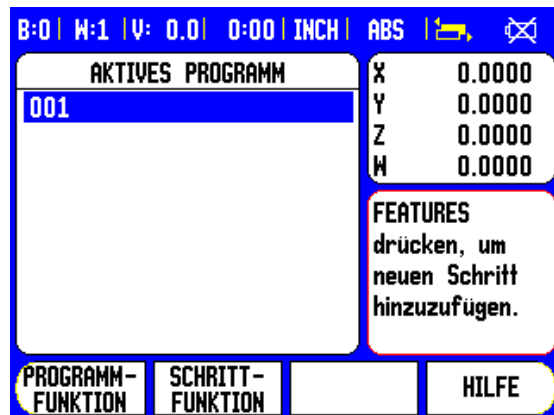 B:0 | W:1 | V: 0.0 | 0:00 | INCH | ABS
AKTIVES PROGRAMM
001
X 0.0000
Y 0.0000
Z 0.0000
W 0.0000
FEATURES
drücken, um
neuen Schritt
hinzuzufügen.
PROGRAMM-
FUNKTION
SCHRITT-
FUNKTION
HILFE